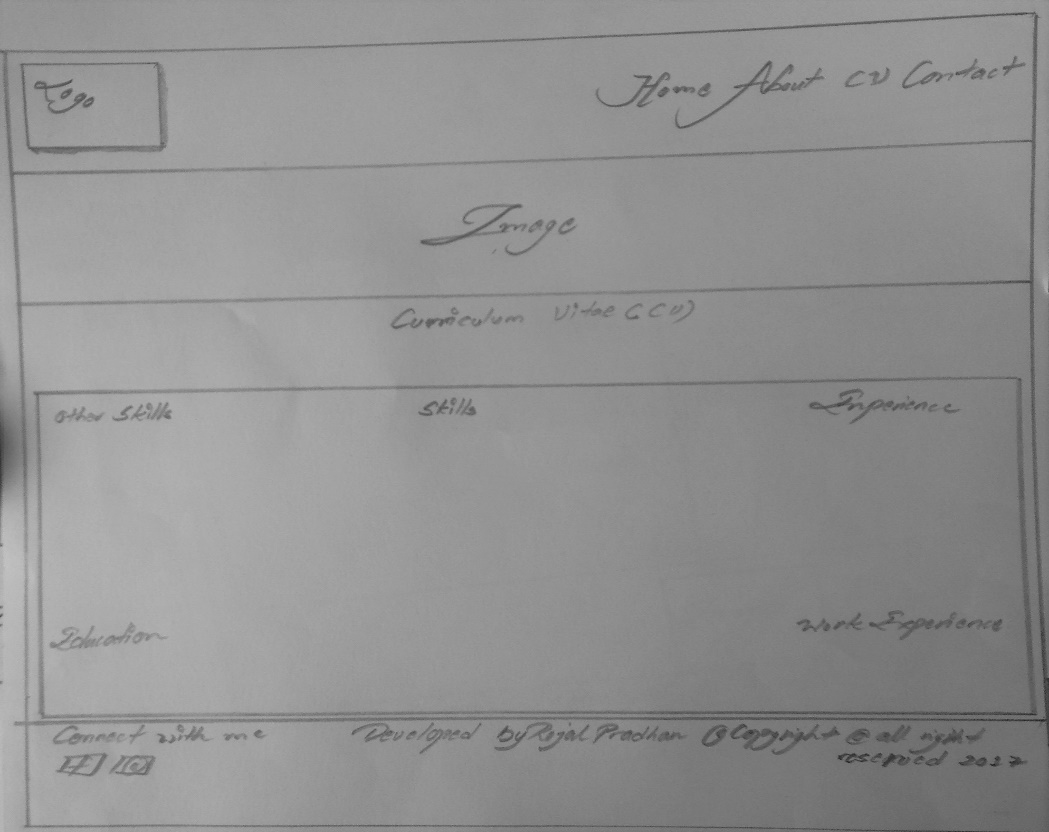 Logo
Home About CV Contact
Image
Curriculum Vitae (CV)
Other Skills Skills Experience
Education Work Experience
Connect with me Developed by Rojal Pradhan @Copyright @ all right
reserved 2017